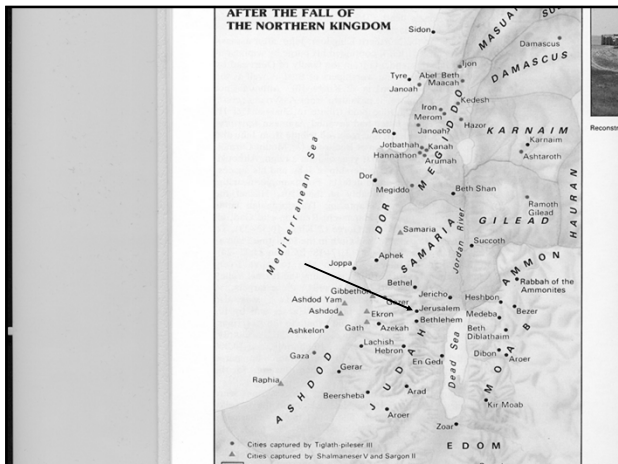 AFTER THE FALL OF
THE NORTHERN KINGDOM
Sidon
MASUA
SU
Damascus
Ijon
DAMASCUS
Tyre
Abel Beth
Maacah
Janoah
Kedesh
Iron
Merom
Hazor
Acco
Janoah?
KARNAIM
Karnaim
Jotbathah
Kanah
Hannathon
Arumah
Ashtaroth
MEGIDDO
Dor
Megiddo
Beth Shan
DOR
Ramoth
Gilead
HAURAN
GILEAD
Mediterranean Sea
Samaria
SAMARIA
Jordan River
Succoth
Aphek
Joppa
AMMON
Rabbah of the
Ammonites
Bethel
Gibbethon
Gezer
Jericho
Heshbon
Ashdod Yam
Jerusalem
Bezer
Ashdod
Ekron
Medeba
Bethlehem
Ashkelon
Gath
Azekah
Beth
Diblathaim
Lachish
Hebron
Dibon
Aroer
Gaza
En Gedi
Gerar
Dead Sea
MOAB
Raphia
JUDAH
Arad
Beersheba
ASHDOD
Aroer
Kir-Moab
Zoar
EDOM
Cities captured by Tiglath-pileser III
Cities captured by Shalmaneser V and Sargon II
Reconstr